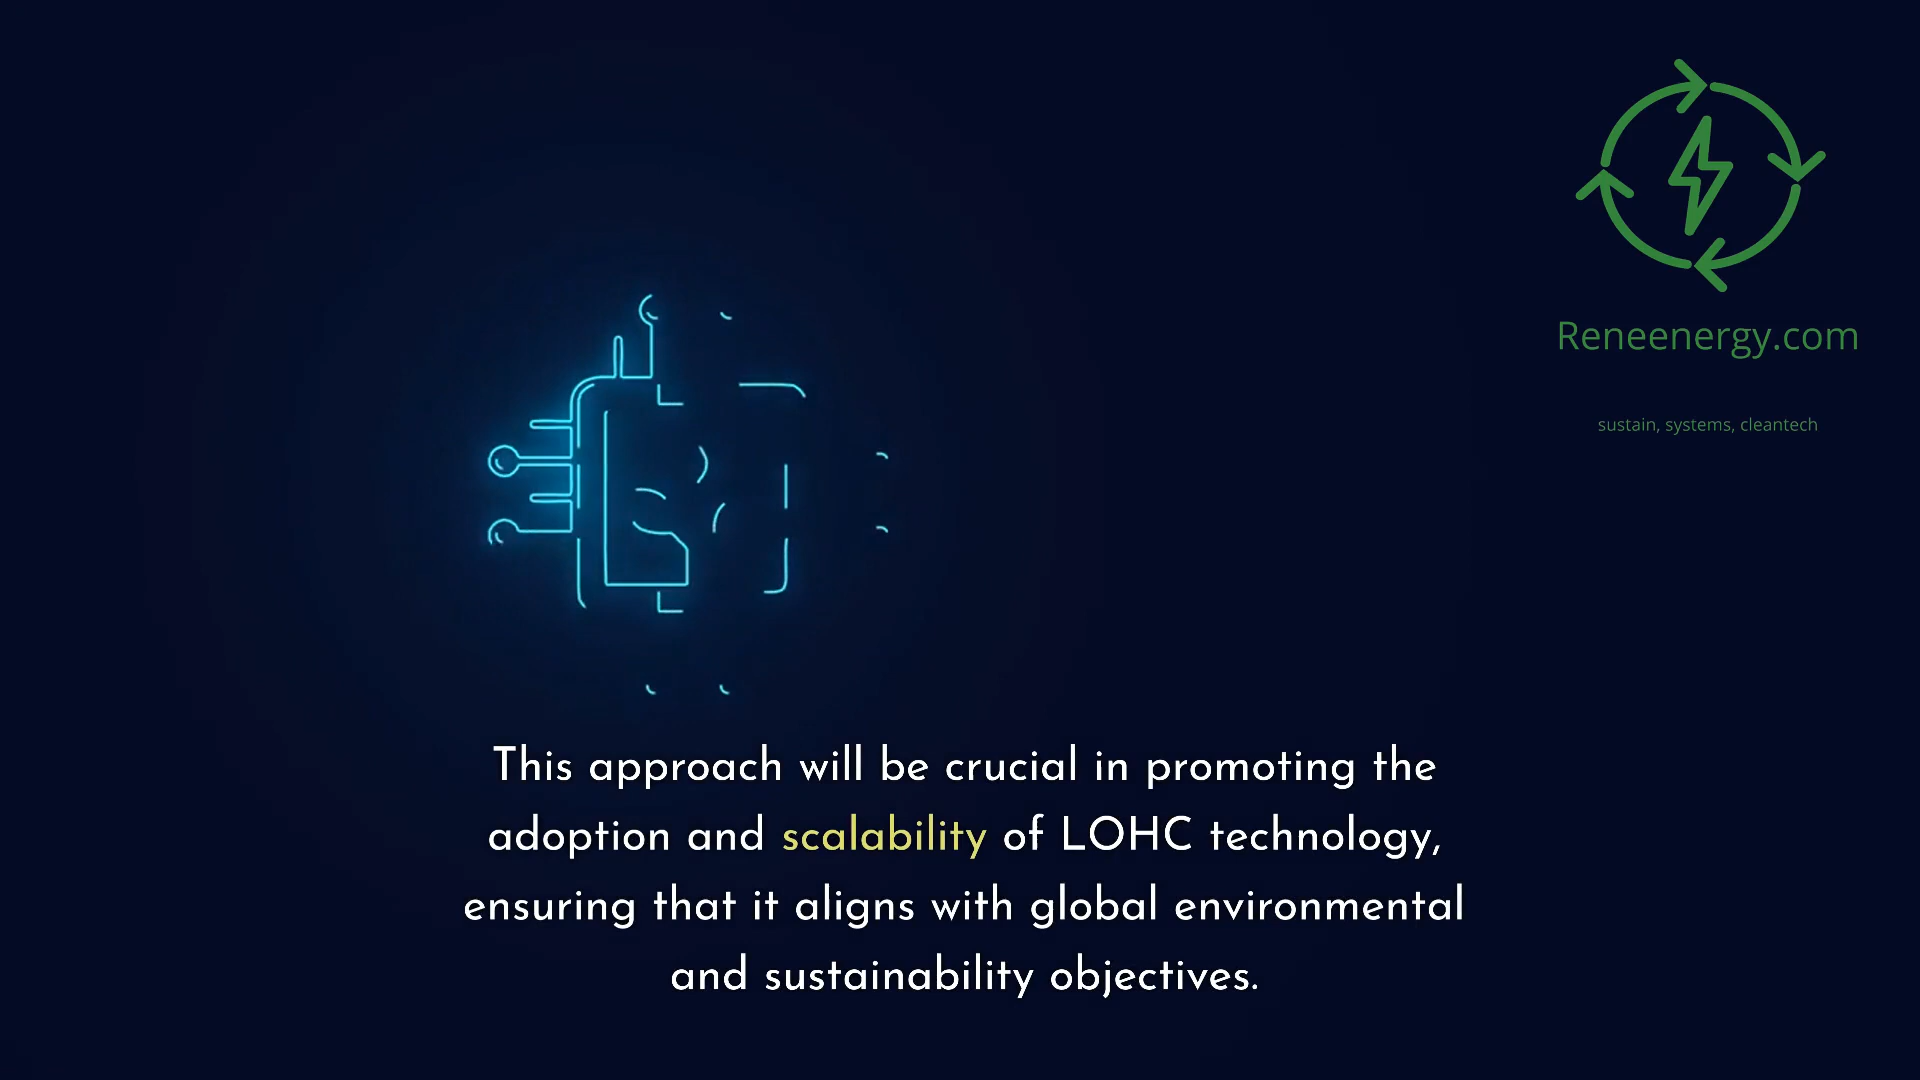 Reneenergy.com
sustain, systems, cleantech
This approach will be crucial in promoting the
adoption and scalability of LOHC technology,
ensuring that it aligns with global environmental
and sustainability objectives.